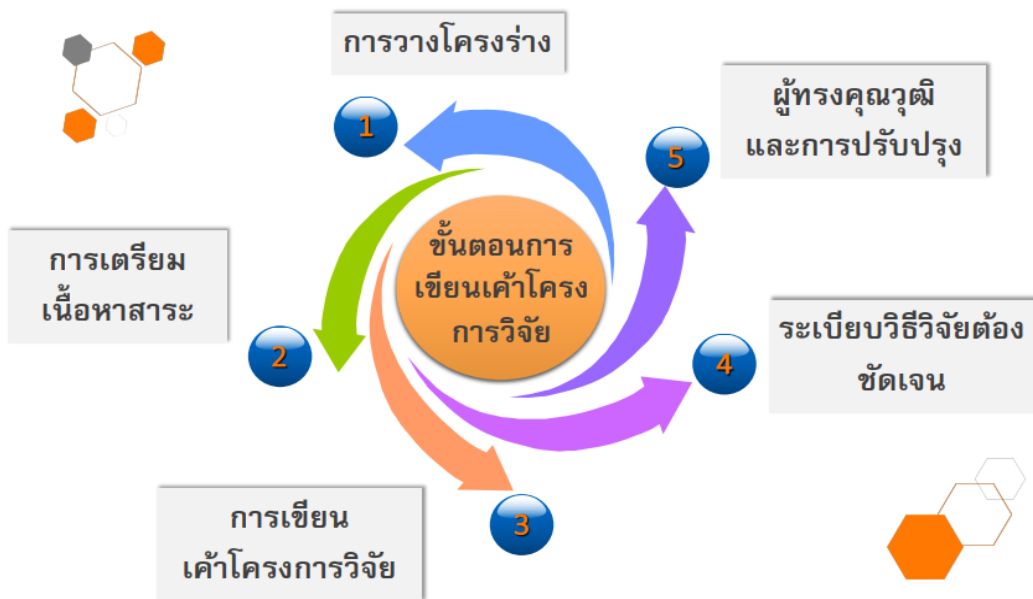 ขั้นตอนการ
เขียนเค้าโครง
การวิจัย
1
การวางโครงร่าง
2
การเตรียม
เนื้อหาสาระ
3
การเขียน
เค้าโครงการวิจัย
4
ระเบียบวิธีวิจัยต้อง
ชัดเจน
5
ผู้ทรงคุณวุฒิ
และการปรับปรุง